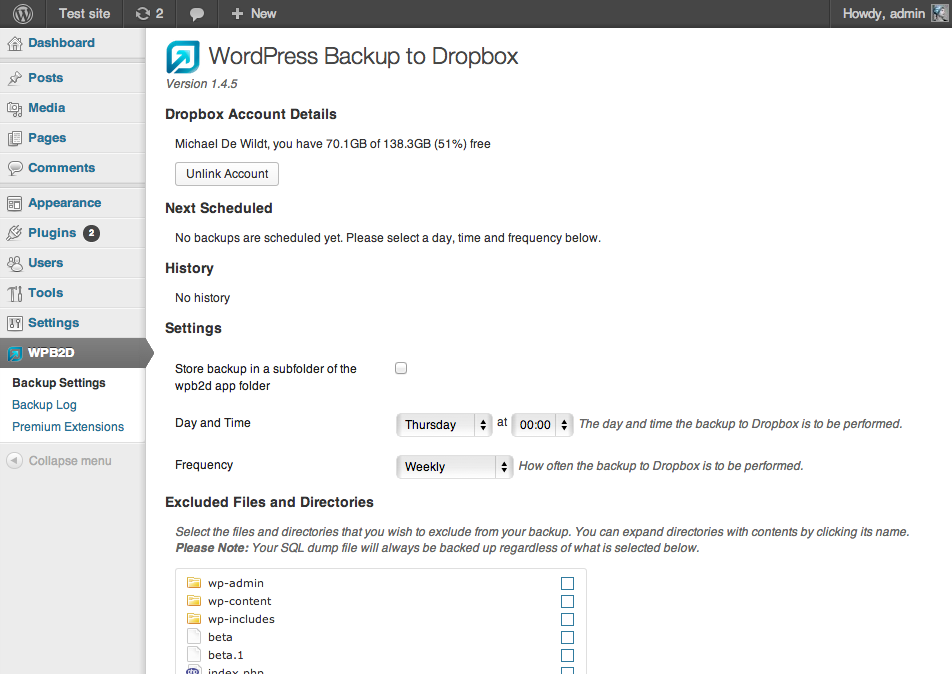 Test site 2 New Howdy, admin
Dashboard
Posts
Media
Pages
Comments
Appearance
Plugins 2
Users
Tools
Settings
WPB2D
Backup Settings
Backup Log
Premium Extensions
Collapse menu
WordPress Backup to Dropbox
Version 1.4.5
Dropbox Account Details
Michael De Wildt, you have 70.1GB of 138.3GB (51%) free
Unlink Account
Next Scheduled
No backups are scheduled yet. Please select a day, time and frequency below.
History
No history
Settings
Store backup in a subfolder of the
wpb2d app folder
Day and Time Thursday at 00:00 The day and time the backup to Dropbox is to be performed.
Frequency Weekly How often the backup to Dropbox is to be performed.
Excluded Files and Directories
Select the files and directories that you wish to exclude from your backup. You can expand directories with contents by clicking its name.
Please Note: Your SQL dump file will always be backed up regardless of what is selected below.
wp-admin
wp-content
wp-includes
beta
beta.1
index.php